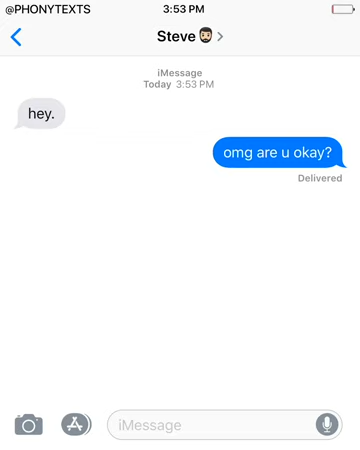 @PHONYTEXTS 3:53 PM
Steve🧔🏻 >
iMessage
Today 3:53 PM
hey.
omg are u okay?
Delivered
iMessage